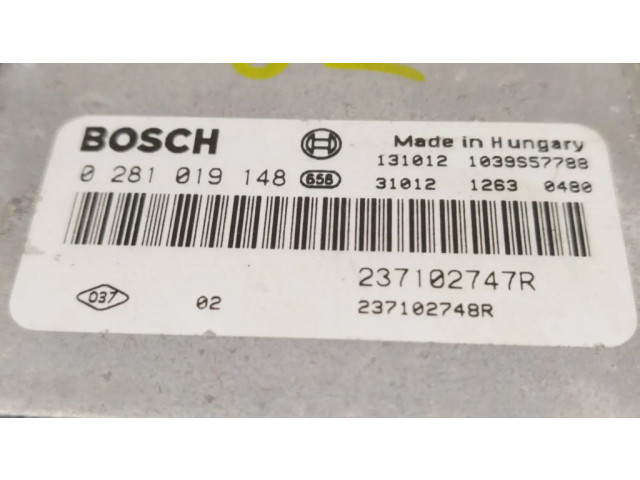 BOSCH
Made in Hungary
131012 1039S57788
0 281 019 148 656
31012 1263 0480
237102747R
037 02
237102748R